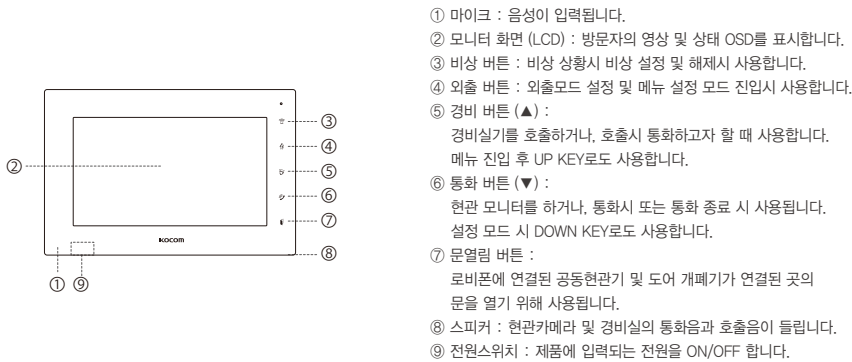 ① 마이크 : 음성이 입력됩니다.
② 모니터 화면 (LCD) : 방문자의 영상 및 상태 OSD를 표시합니다.
③ 비상 버튼 : 비상 상황시 비상 설정 및 해제시 사용합니다.
④ 외출 버튼 : 외출모드 설정 및 메뉴 설정 모드 진입시 사용합니다.
⑤ 경비 버튼 (▲) :
경비실기를 호출하거나, 호출시 통화하고자 할 때 사용합니다.
메뉴 진입 후 UP KEY로도 사용합니다.
⑥ 통화 버튼 (▼) :
현관 모니터를 하거나, 통화시 또는 통화 종료 시 사용됩니다.
설정 모드 시 DOWN KEY로도 사용합니다.
⑦ 문열림 버튼 :
로비폰에 연결된 공동현관기 및 도어 개폐기가 연결된 곳의
문을 열기 위해 사용됩니다.
⑧ 스피커 : 현관카메라 및 경비실의 통화음과 호출음이 들립니다.
⑨ 전원스위치 : 제품에 입력되는 전원을 ON/OFF 합니다.
③
④
②
⑤
⑥
⑦
KOCOM
⑧
① ⑨